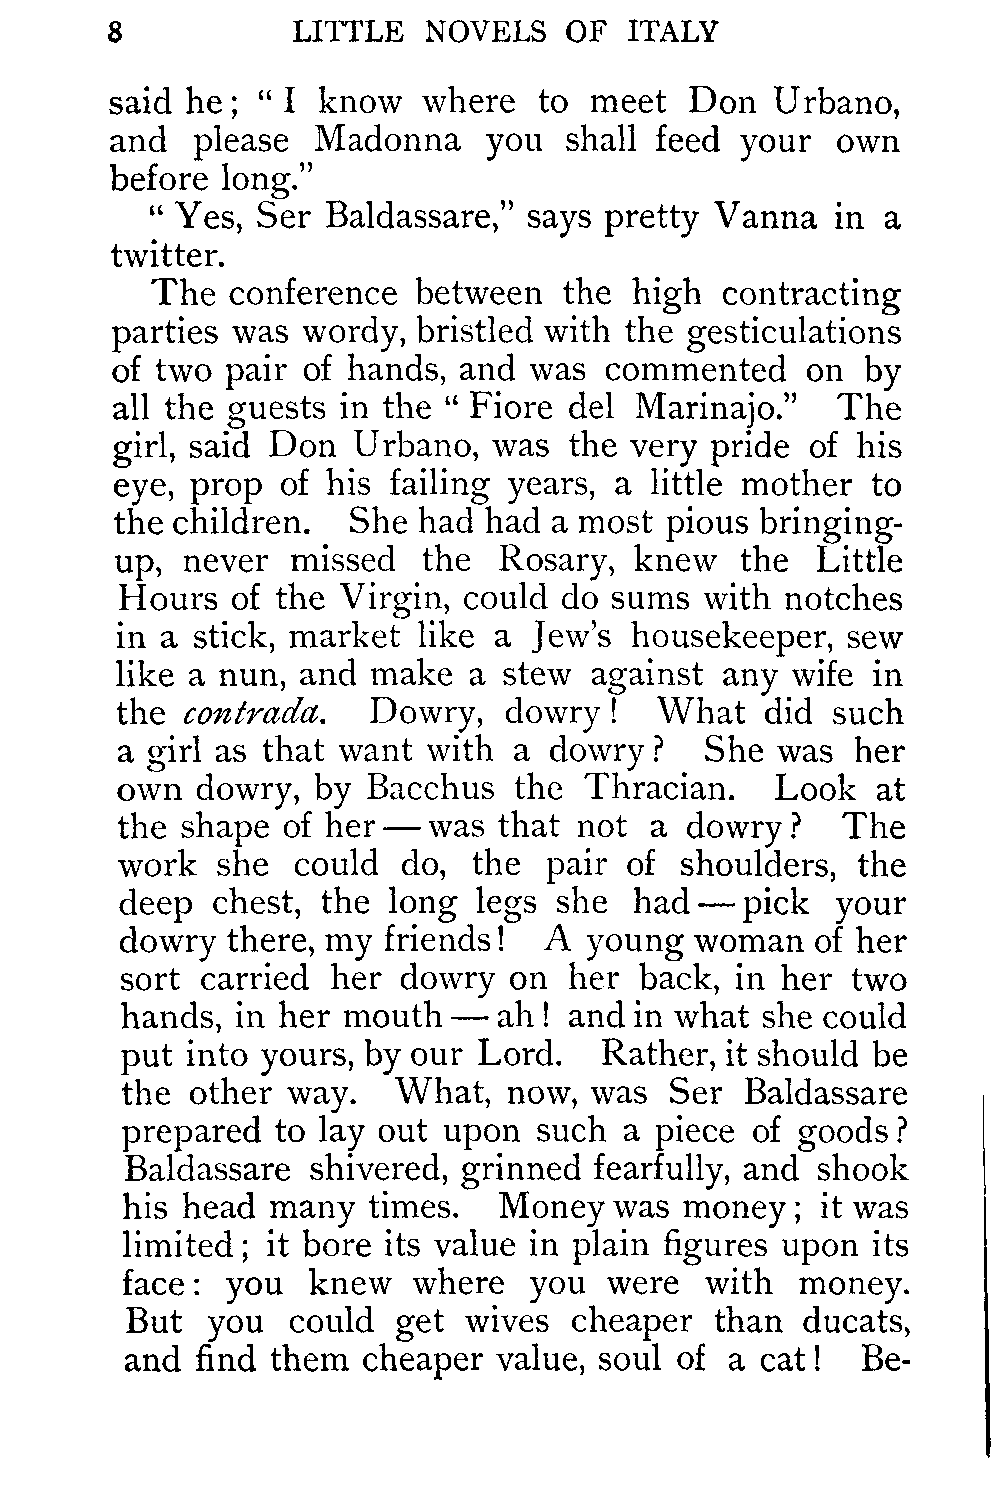 8 LITTLE NOVELS OF ITALY
said he; “ I know where to meet Don Urbano,
and please Madonna you shall feed your own
before long.”
“ Yes, Ser Baldassare,” says pretty Vanna in a
twitter.
The conference between the high contracting
parties was wordy, bristled with the gesticulations
of two pair of hands, and was commented on by
all the guests in the “ Fiore del Marinajo.” The
girl, said Don Urbano, was the very pride of his
eye, prop of his failing years, a little mother to
the children. She had had a most pious bringing-
up, never missed the Rosary, knew the Little
Hours of the Virgin, could do sums with notches
in a stick, market like a Jew’s housekeeper, sew
like a nun, and make a stew against any wife in
the contrada. Dowry, dowry! What did such
a girl as that want with a dowry? She was her
own dowry, by Bacchus the Thracian. Look at
the shape of her — was that not a dowry? The
work she could do, the pair of shoulders, the
deep chest, the long legs she had — pick your
dowry there, my friends! A young woman of her
sort carried her dowry on her back, in her two
hands, in her mouth — ah! and in what she could
put into yours, by our Lord. Rather, it should be
the other way. What, now, was Ser Baldassare
prepared to lay out upon such a piece of goods?
Baldassare shivered, grinned fearfully, and shook
his head many times. Money was money; it was
limited; it bore its value in plain figures upon its
face: you knew where you were with money.
But you could get wives cheaper than ducats,
and find them cheaper value, soul of a cat! Be-